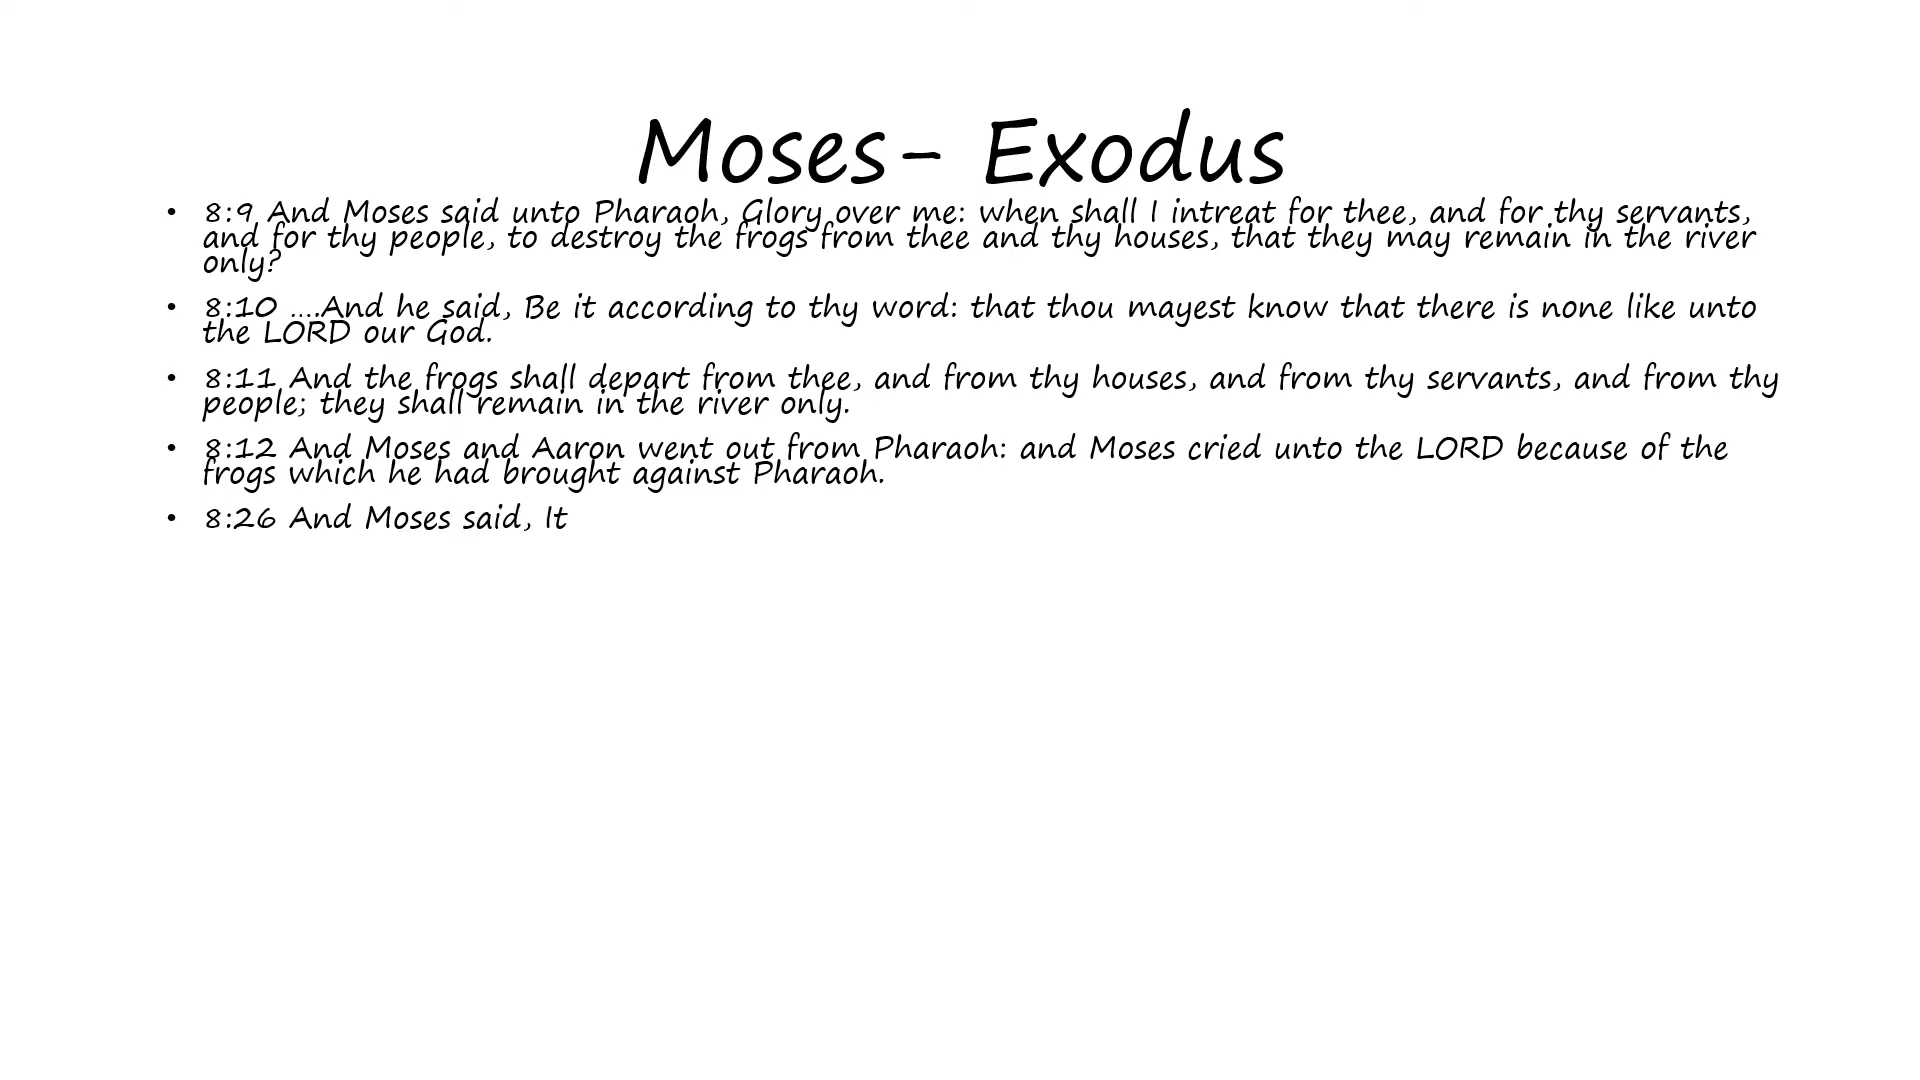 Moses- Exodus
• 8:9 And Moses said unto Pharaoh, Glory over me: when shall I intreat for thee, and for thy servants,
and for thy people, to destroy the frogs from thee and thy houses, that they may remain in the river
only?
• 8:10 ....And he said, Be it according to thy word: that thou mayest know that there is none like unto
the LORD our God.
• 8:11 And the frogs shall depart from thee, and from thy houses, and from thy servants, and from thy
people; they shall remain in the river only.
• 8:12 And Moses and Aaron went out from Pharaoh: and Moses cried unto the LORD because of the
frogs which he had brought against Pharaoh.
• 8:26 And Moses said, It